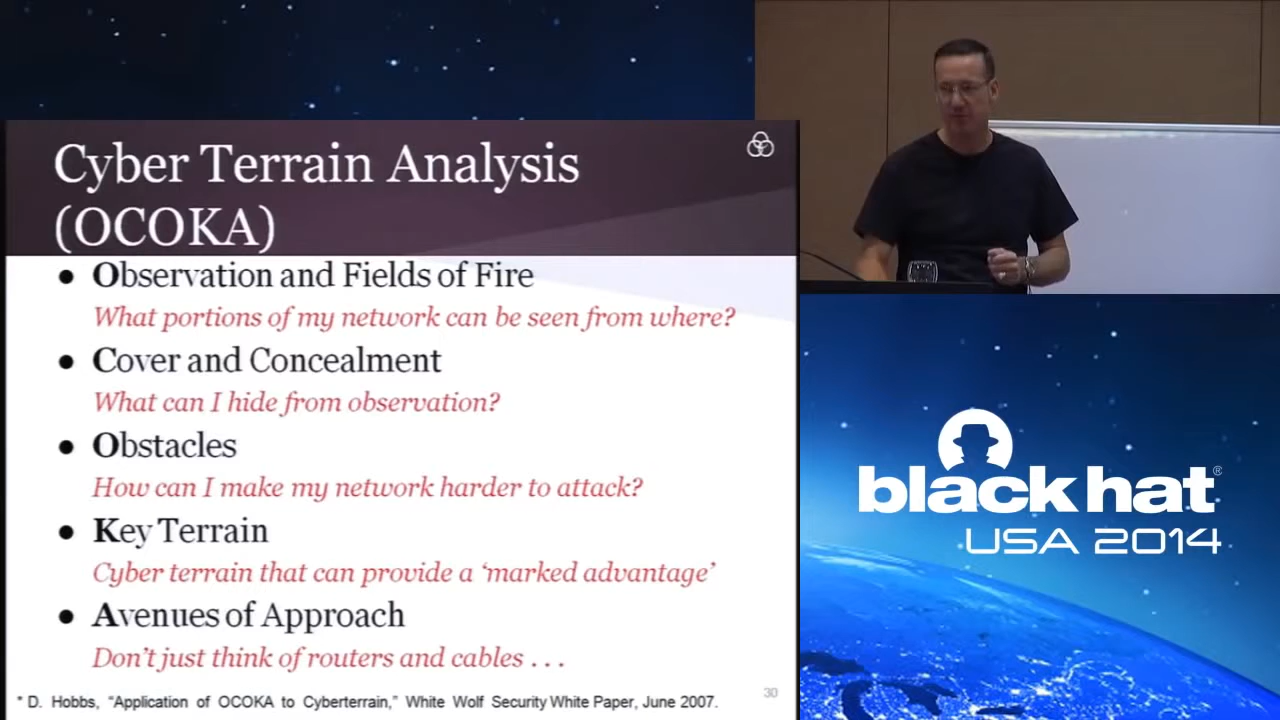 Cyber Terrain Analysis
(OCOKA)
● Observation and Fields of Fire
What portions of my network can be seen from where?
● Cover and Concealment
What can I hide from observation?
● Obstacles
How can I make my network harder to attack?
● Key Terrain
Cyber terrain that can provide a ‘marked advantage’
● Avenues of Approach
Don’t just think of routers and cables . . .
* D. Hobbs, “Application of OCOKA to Cyberterrain,” White Wolf Security White Paper, June 2007.
30
black hat®
USA 2014